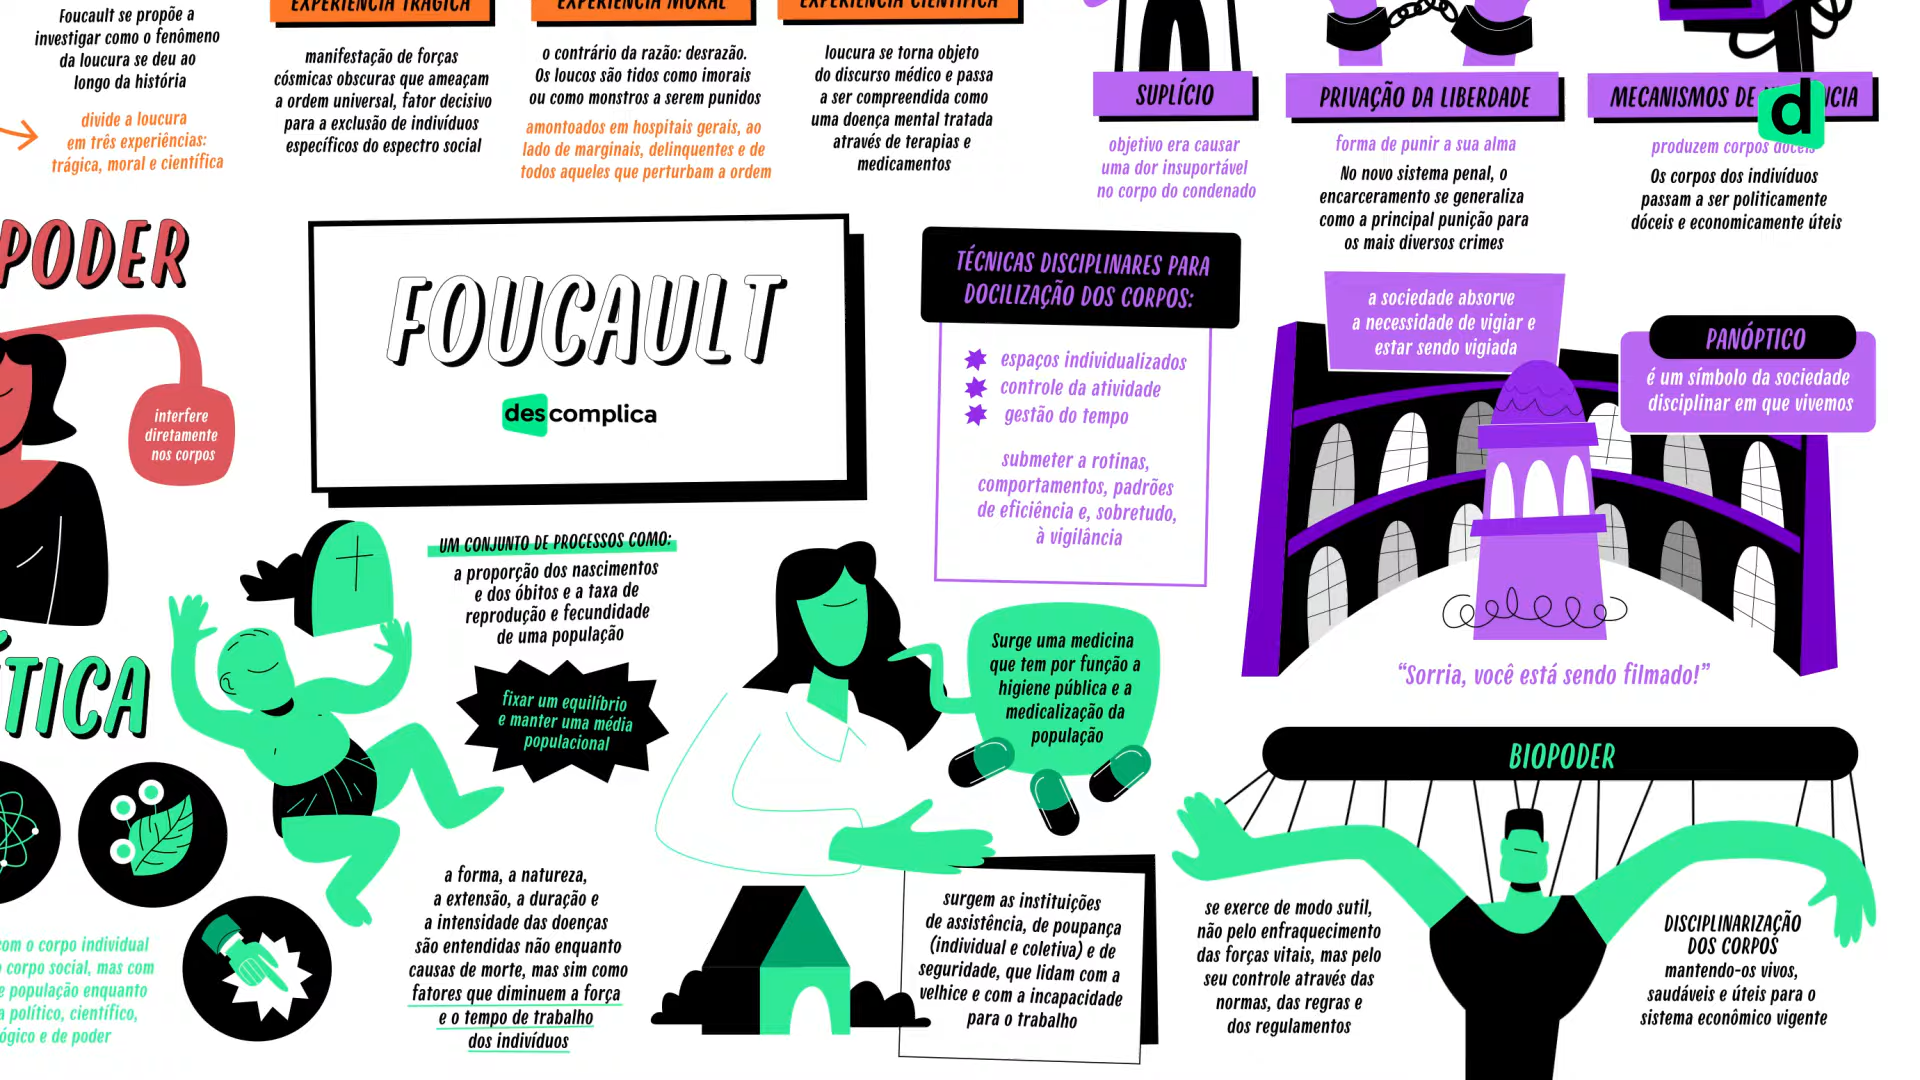 Foucault se propõe a
investigar como o fenômeno
da loucura se deu ao
longo da história
divide a loucura
em três experiências:
trágica, moral e científica
EXPERIÊNCIA TRÁGICA
manifestação de forças
cósmicas obscuras que ameaçam
a ordem universal, fator decisivo
para a exclusão de indivíduos
específicos do espectro social
EXPERIÊNCIA MORAL
o contrário da razão: desrazão.
Os loucos são tidos como imorais
ou como monstros a serem punidos
amontoados em hospitais gerais, ao
lado de marginais, delinquentes e de
todos aqueles que perturbam a ordem
EXPERIÊNCIA CIENTÍFICA
loucura se torna objeto
do discurso médico e passa
a ser compreendida como
uma doença mental tratada
através de terapias e
medicamentos
SUPLÍCIO
objetivo era causar
uma dor insuportável
no corpo do condenado
PRIVAÇÃO DA LIBERDADE
forma de punir a sua alma
No novo sistema penal, o
encarceramento se generaliza
como a principal punição para
os mais diversos crimes
MECANISMOS DE
d
produzem corpos dóceis
Os corpos dos indivíduos
passam a ser politicamente
dóceis e economicamente úteis
PODER
interfere
diretamente
nos corpos
FOUCAULT
descomplica
TÉCNICAS DISCIPLINARES PARA
DOCILIZAÇÃO DOS CORPOS:
espaços individualizados
controle da atividade
gestão do tempo
submeter a rotinas,
comportamentos, padrões
de eficiência e, sobretudo,
à vigilância
a sociedade absorve
a necessidade de vigiar e
estar sendo vigiada
PANÓPTICO
é um símbolo da sociedade
disciplinar em que vivemos
“Sorria, você está sendo filmado!”
TICA
UM CONJUNTO DE PROCESSOS COMO:
a proporção dos nascimentos
e dos óbitos e a taxa de
reprodução e fecundidade
de uma população
fixar um equilíbrio
e manter uma média
populacional
Surge uma medicina
que tem por função a
higiene pública e a
medicalização da
população
com o corpo individual
corpo social, mas com
população enquanto
político, científico,
ógico e de poder
a forma, a natureza,
a extensão, a duração e
a intensidade das doenças
são entendidas não enquanto
causas de morte, mas sim como
fatores que diminuem a força
e o tempo de trabalho
dos indivíduos
surgem as instituições
de assistência, de poupança
(individual e coletiva) e de
seguridade, que lidam com a
velhice e com a incapacidade
para o trabalho
BIOPODER
se exerce de modo sutil,
não pelo enfraquecimento
das forças vitais, mas pelo
seu controle através das
normas, das regras e
dos regulamentos
DISCIPLINARIZAÇÃO
DOS CORPOS
mantendo-os vivos,
saudáveis e úteis para o
sistema econômico vigente